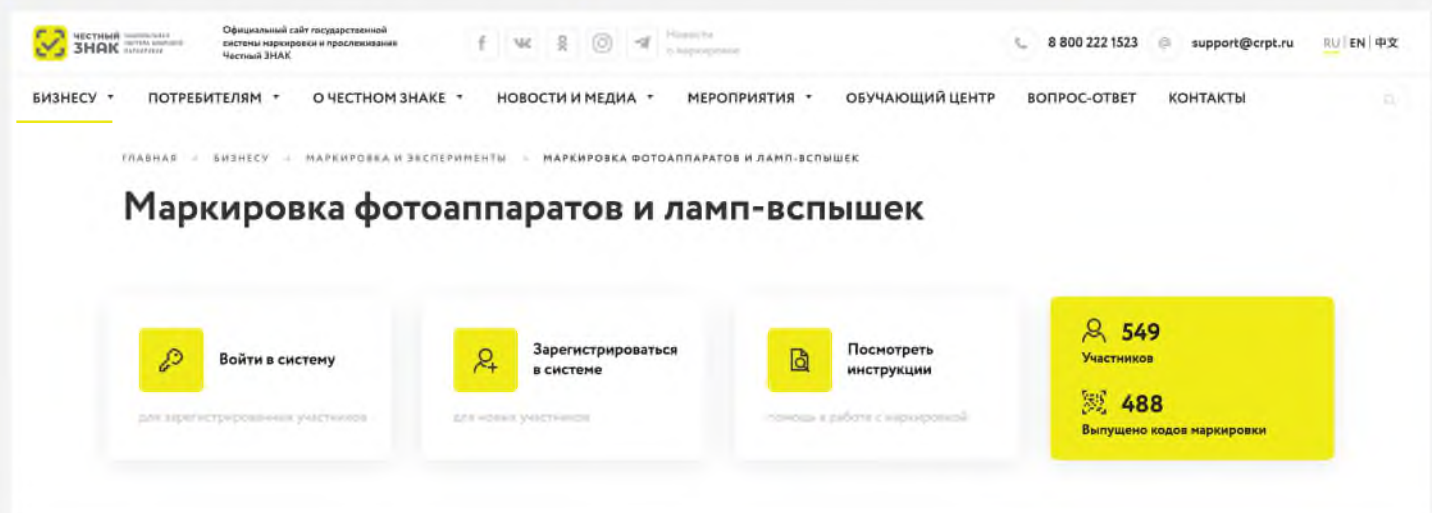 ЧЕСТНЫЙ
ЗНАК
Официальный сайт государственной
системы маркировки и прослеживания
Честный ЗНАК
Новости
о маркировке
8 800 222 1523
support@crpt.ru
RU | EN | 中文
БИЗНЕСУ
ПОТРЕБИТЕЛЯМ
О ЧЕСТНОМ ЗНАКЕ
НОВОСТИ И МЕДИА
МЕРОПРИЯТИЯ
ОБУЧАЮЩИЙ ЦЕНТР
ВОПРОС-ОТВЕТ
КОНТАКТЫ
ГЛАВНАЯ
БИЗНЕСУ
МАРКИРОВКА И ЭКСПЕРИМЕНТЫ
МАРКИРОВКА ФОТОАППАРАТОВ И ЛАМП-ВСПЫШЕК
Маркировка фотоаппаратов и ламп-вспышек
Войти в систему
для зарегистрированных участников
Зарегистрироваться
в системе
для новых участников
Посмотреть
инструкции
помощь в работе с маркировкой
549
Участников
488
Выпущено кодов маркировки